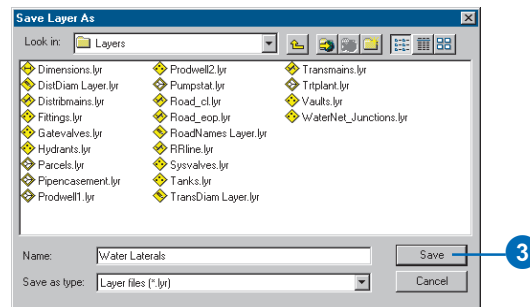 Save Layer As
Look in: Layers
Dimensions.lyr
DistDiam Layer.lyr
Distribmains.lyr
Fittings.lyr
Gatevalves.lyr
Hydrants.lyr
Parcels.lyr
Pipencasement.lyr
Prodwell1.lyr
Prodwell2.lyr
Pumpstat.lyr
Road_cl.lyr
Road_eop.lyr
RoadNames Layer.lyr
RRline.lyr
Sysvalves.lyr
Tanks.lyr
TransDiam Layer.lyr
Transmains.lyr
Trtplant.lyr
Vaults.lyr
WaterNet_Junctions.lyr
Name: Water Laterals Save 3
Save as type: Layer files (*.lyr) Cancel